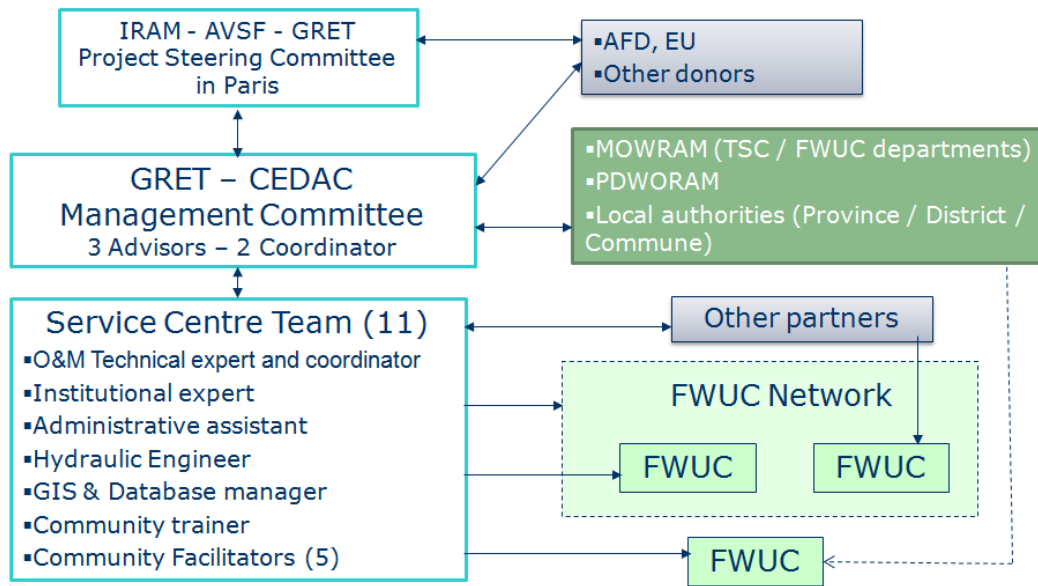 IRAM - AVSF - GRET
Project Steering Committee
in Paris
▪AFD, EU
▪Other donors
GRET – CEDAC
Management Committee
3 Advisors – 2 Coordinator
▪MOWRAM (TSC / FWUC departments)
▪PDWORAM
▪Local authorities (Province / District /
Commune)
Service Centre Team (11)
▪O&M Technical expert and coordinator
▪Institutional expert
▪Administrative assistant
▪Hydraulic Engineer
▪GIS & Database manager
▪Community trainer
▪Community Facilitators (5)
Other partners
FWUC Network
FWUC
FWUC
FWUC